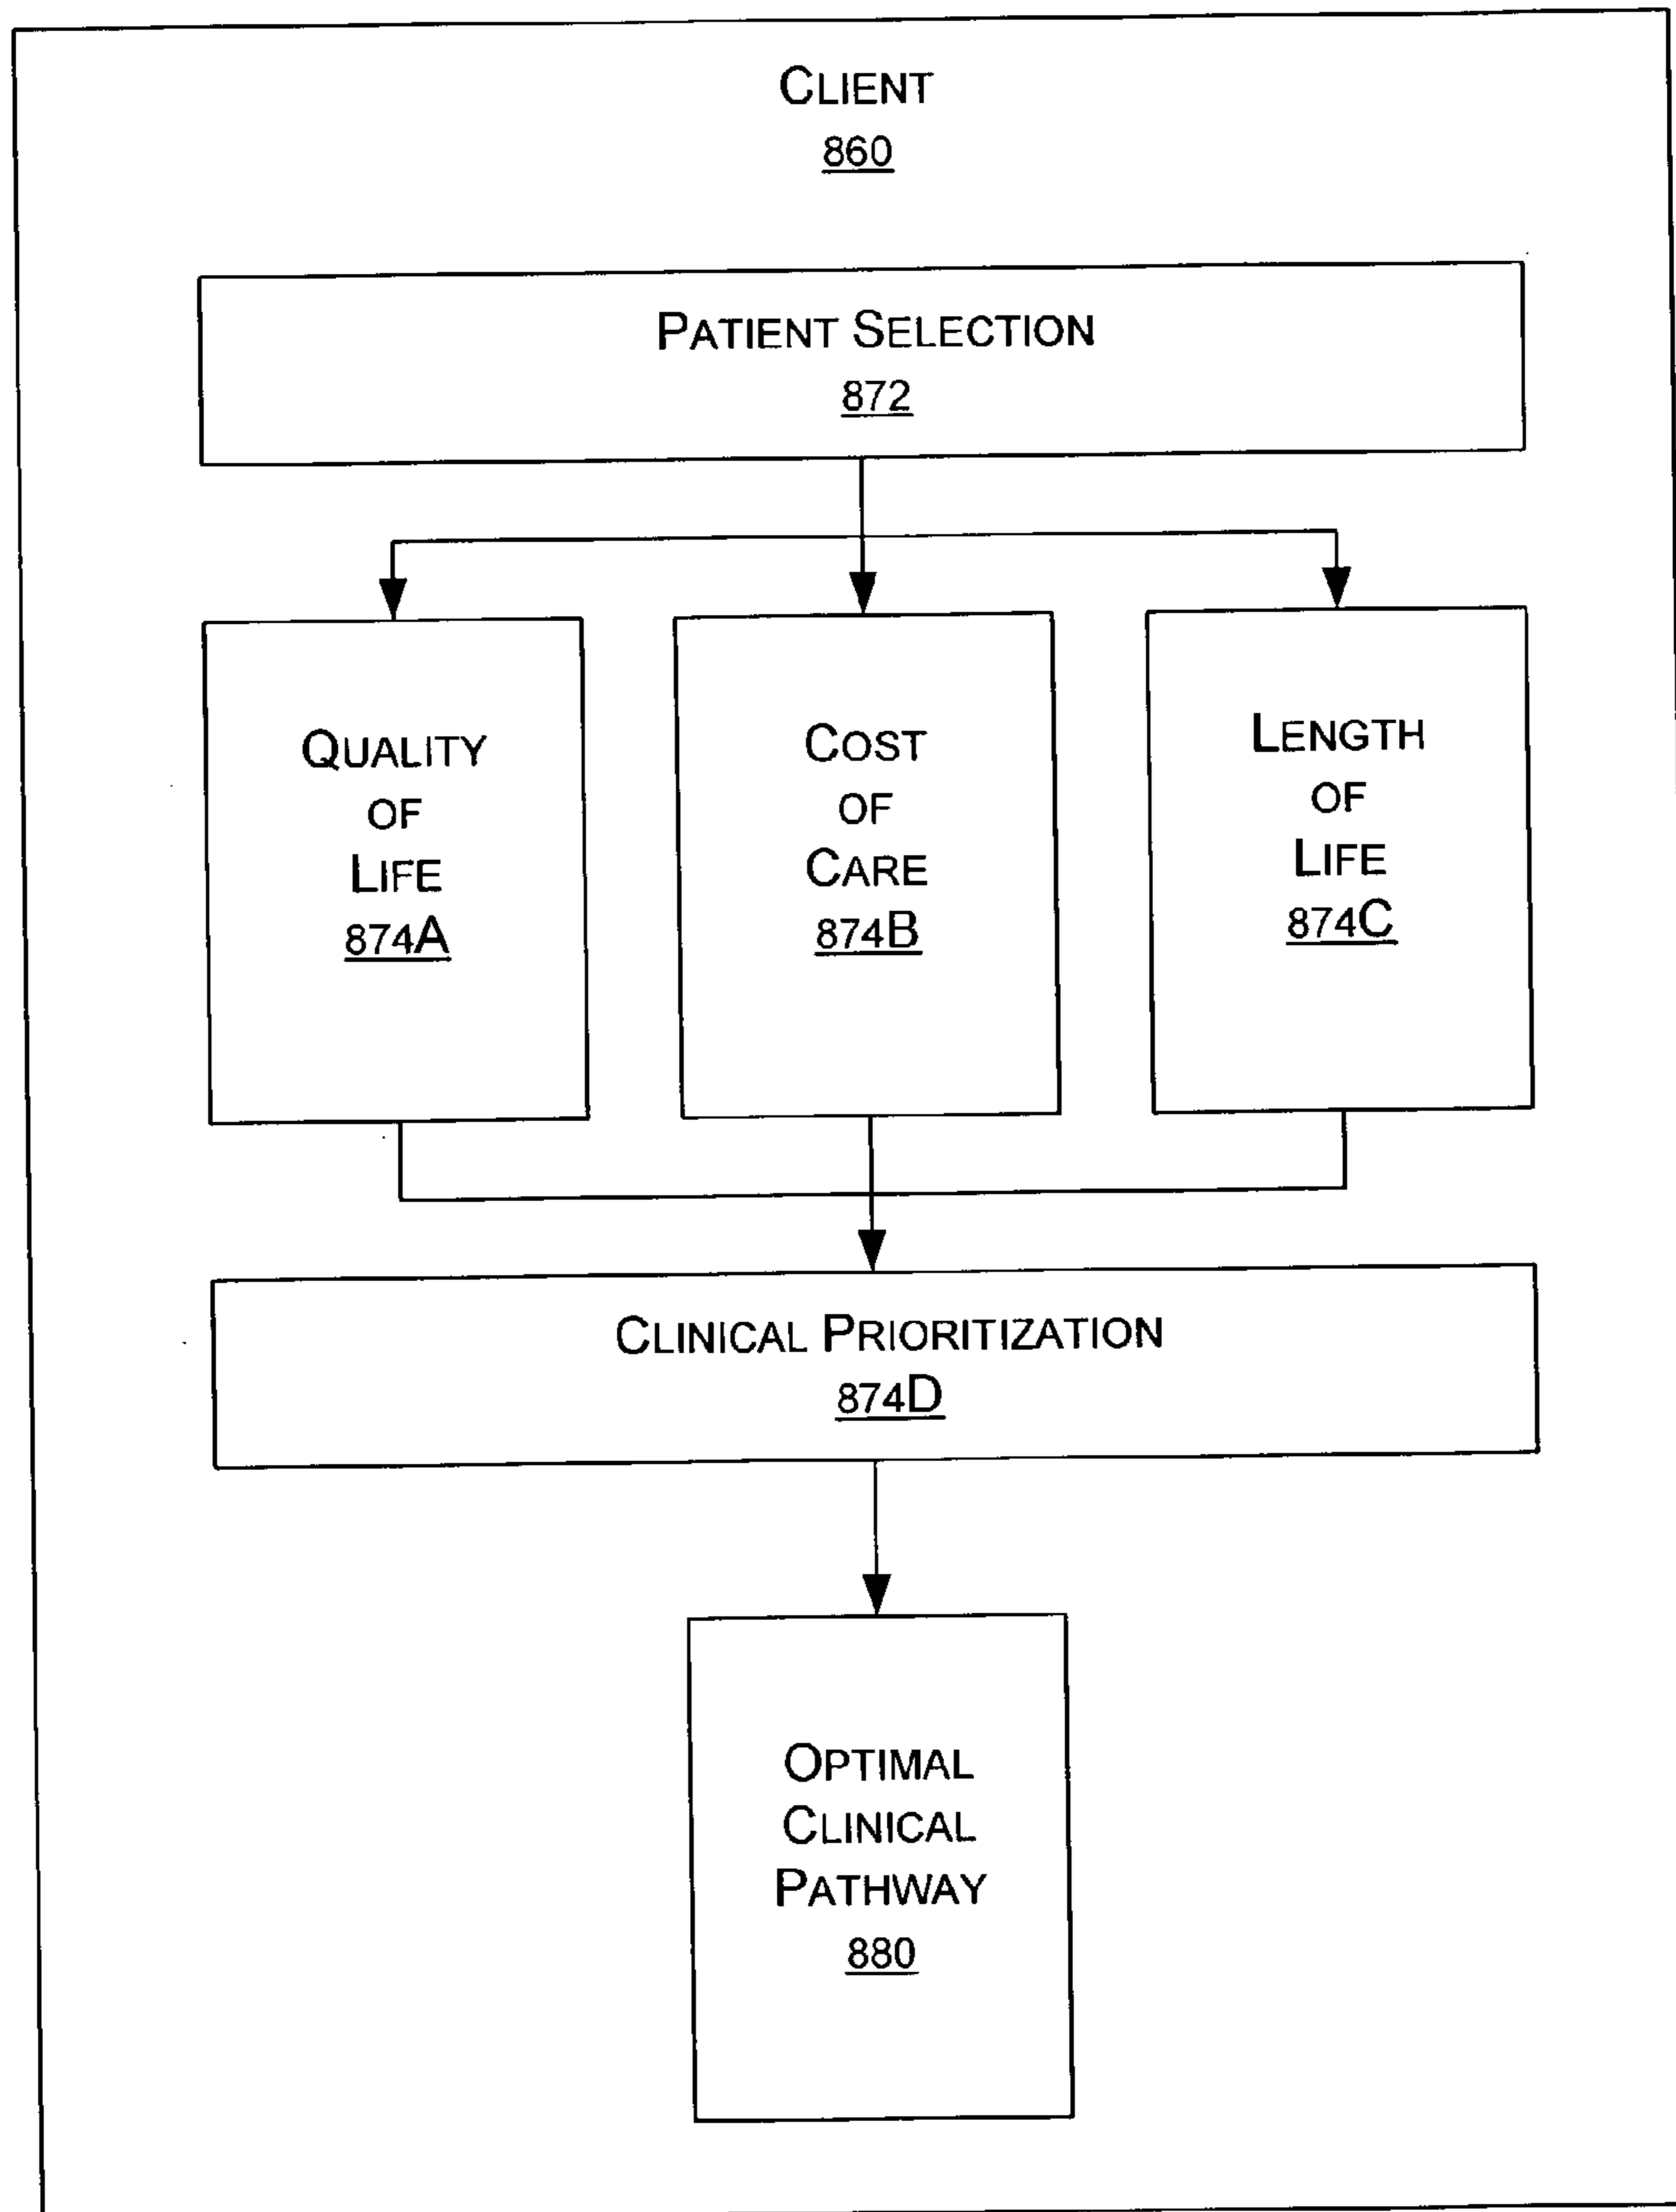 CLIENT
860
PATIENT SELECTION
872
QUALITY
OF
LIFE
874A
COST
OF
CARE
874B
LENGTH
OF
LIFE
874C
CLINICAL PRIORITIZATION
874D
OPTIMAL
CLINICAL
PATHWAY
880